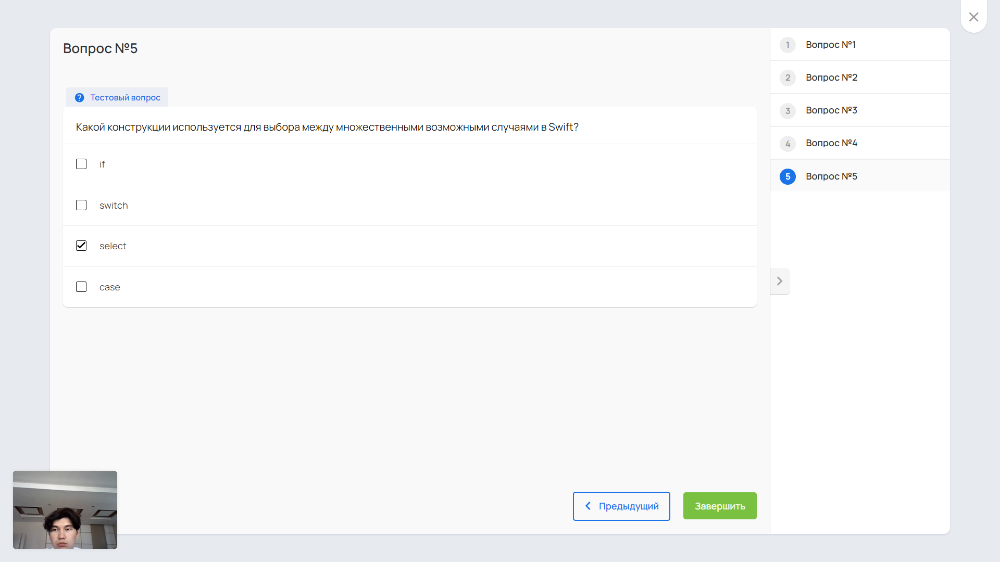 Вопрос №5
Тестовый вопрос
Какой конструкции используется для выбора между множественными возможными случаями в Swift?
if
switch
select
case
Предыдущий
Завершить
1 Вопрос №1
2 Вопрос №2
3 Вопрос №3
4 Вопрос №4
5 Вопрос №5